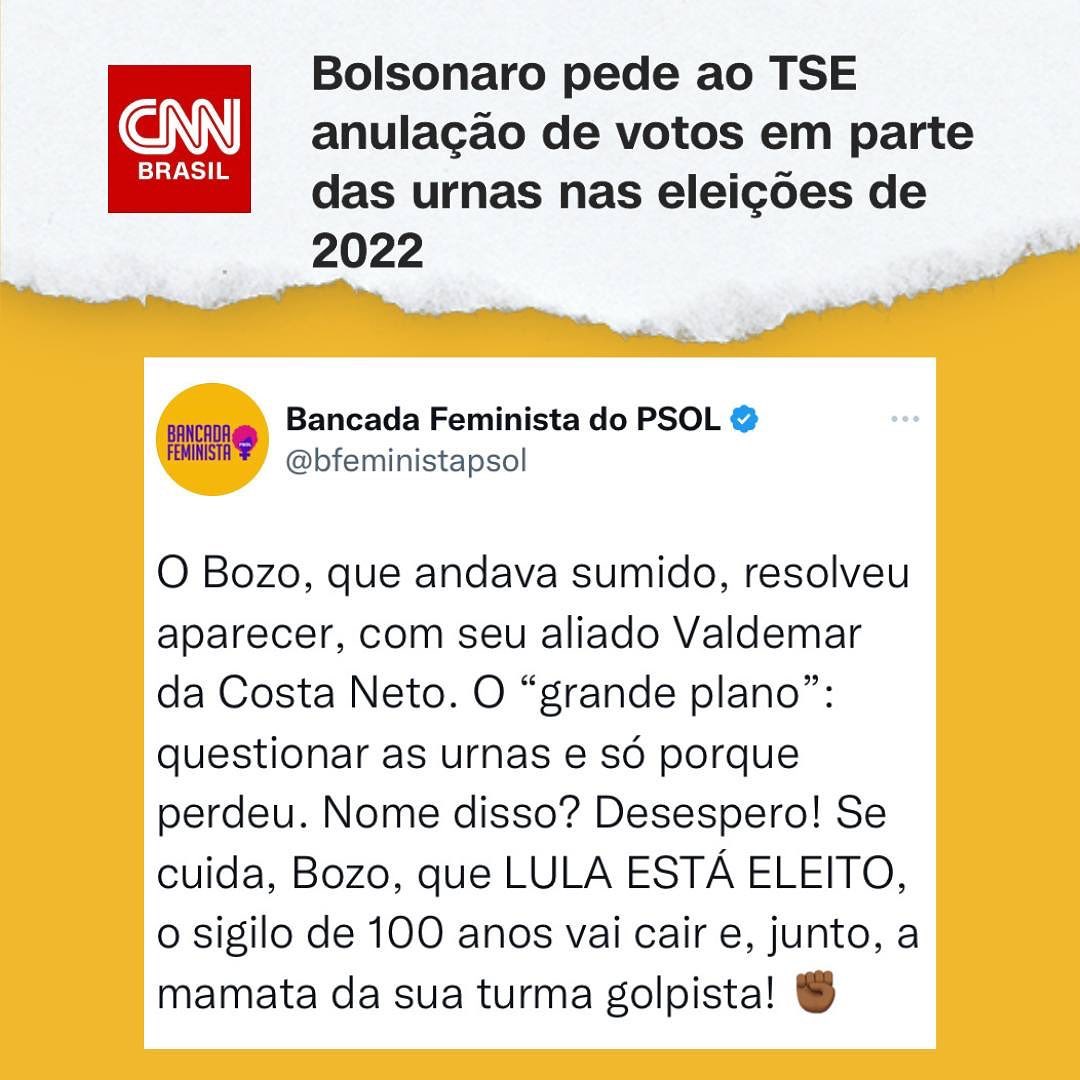 CNN
BRASIL
Bolsonaro pede ao TSE
anulação de votos em parte
das urnas nas eleições de
2022
BANCADA
FEMINISTA
PSOL
Bancada Feminista do PSOL
@bfeministapsol
O Bozo, que andava sumido, resolveu
aparecer, com seu aliado Valdemar
da Costa Neto. O “grande plano”:
questionar as urnas e só porque
perdeu. Nome disso? Desespero! Se
cuida, Bozo, que LULA ESTÁ ELEITO,
o sigilo de 100 anos vai cair e, junto, a
mamata da sua turma golpista! ✊🏾